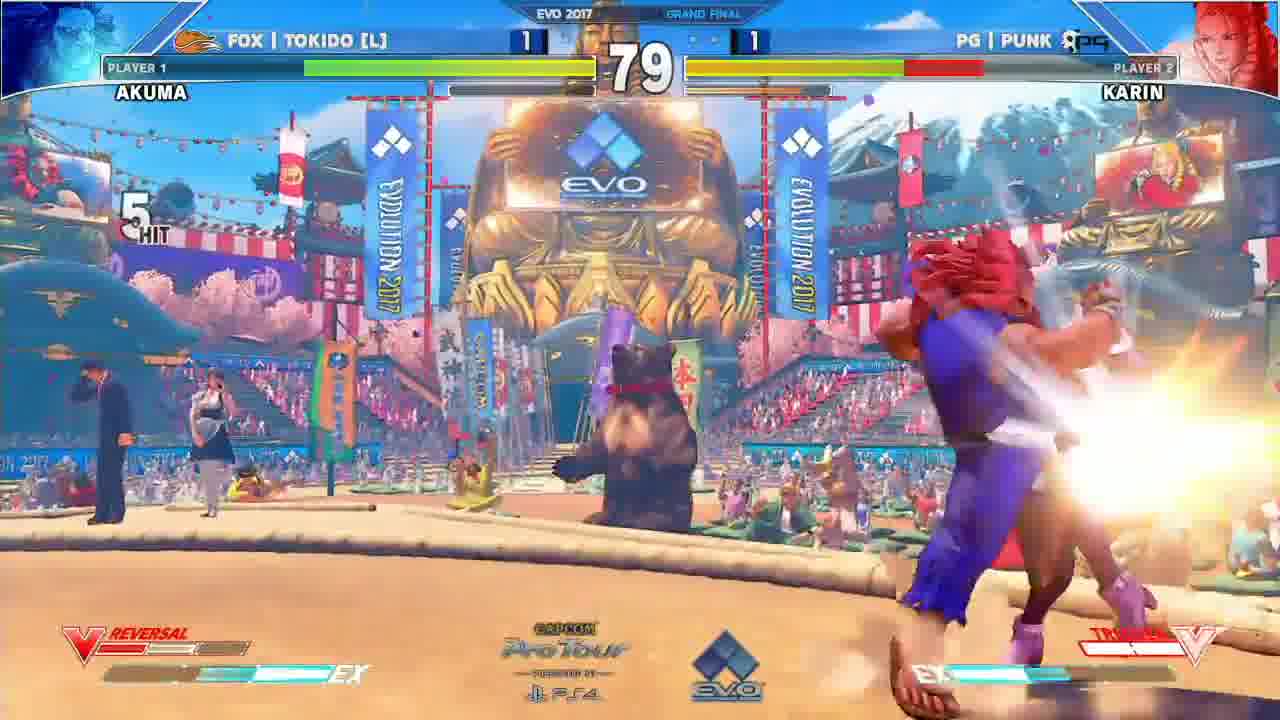 EVO 2017 GRAND FINAL
FOX | TOKIDO [L] 1 79 1 PG | PUNK
PLAYER 1 PLAYER 2
AKUMA KARIN
EVO
EVOLUTION 2017
EVOLUTION 2017
5 HIT
REVERSAL
EX EX
CAPCOM
Pro Tour
PS4
EVO